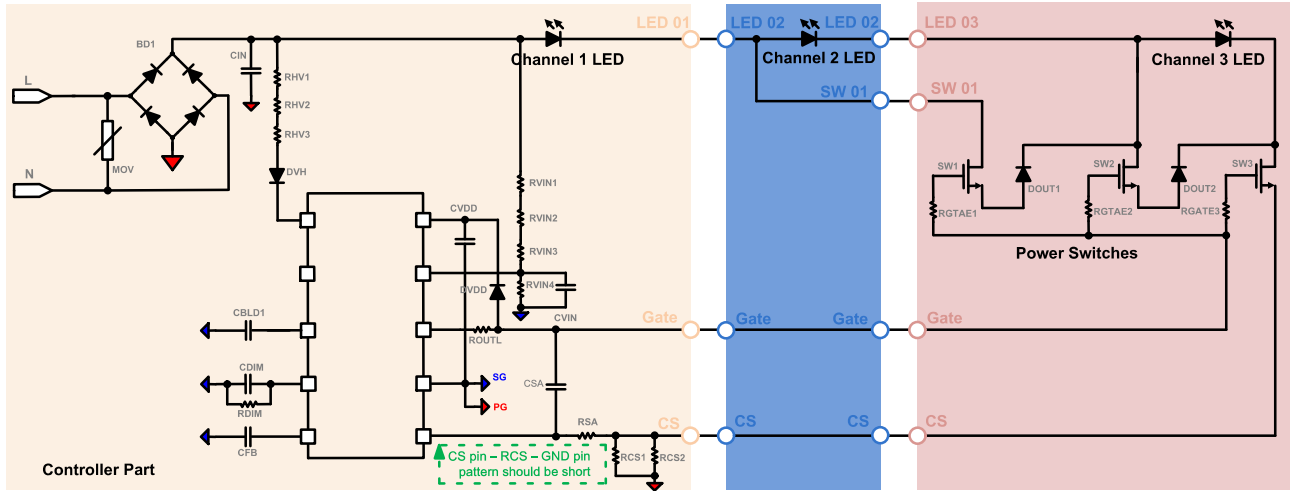 LED 01
LED 02
LED 02
LED 03
BD1
CIN
Channel 1 LED
Channel 2 LED
Channel 3 LED
L
RHV1
SW 01
SW 01
RHV2
RHV3
MOV
N
DVH
RVIN1
SW1
SW2
SW3
DOUT1
DOUT2
CVDD
RVIN2
RGTAE1
RGTAE2
RGATE3
RVIN3
Power Switches
DVDD
RVIN4
CBLD1
CVIN
Gate
Gate
Gate
Gate
ROUTL
CDIM
SG
CSA
RDIM
PG
RSA
CS
CS
CS
CS
CFB
CS pin – RCS – GND pin
pattern should be short
RCS1
RCS2
Controller Part